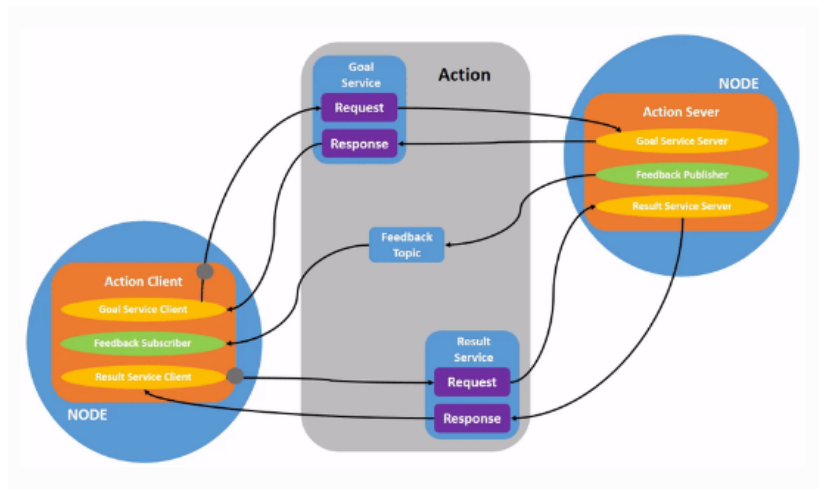 Goal
Service
Request
Response
Action
NODE
Action Sever
Goal Service Server
Feedback Publisher
Result Service Server
Feedback
Topic
Action Client
Goal Service Client
Feedback Subscriber
Result Service Client
NODE
Result
Service
Request
Response